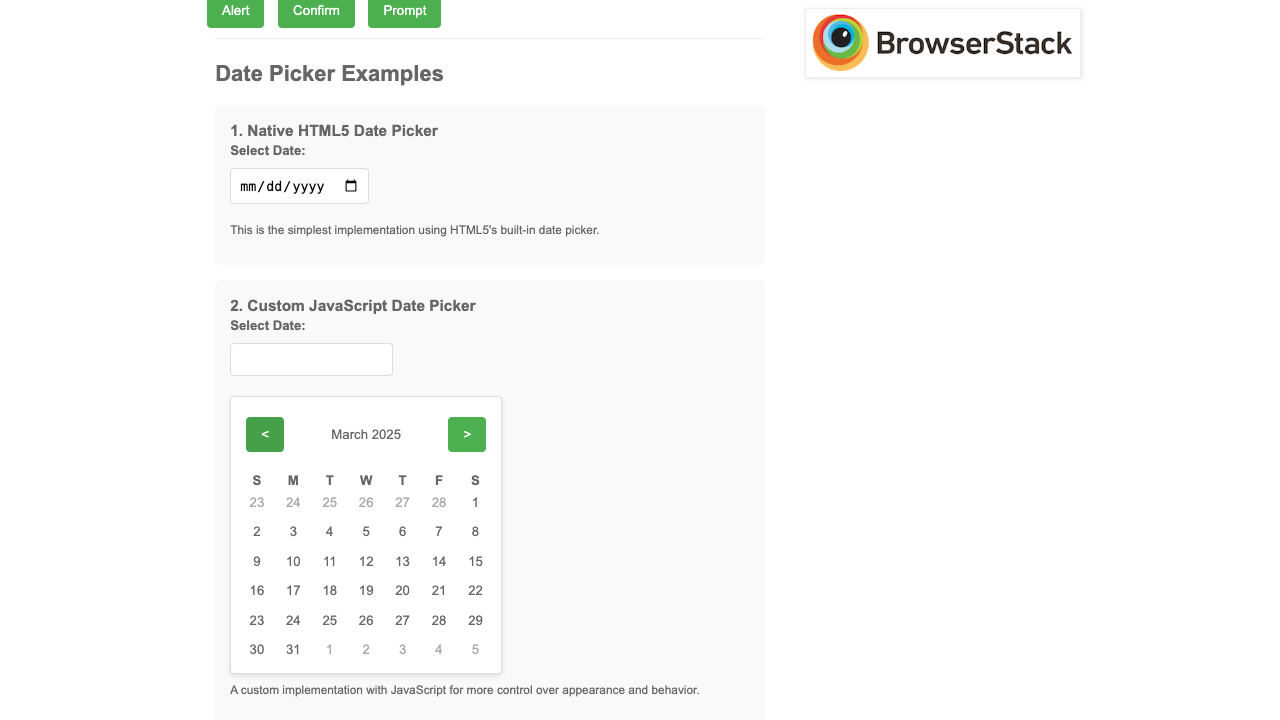 Alert Confirm Prompt
BrowserStack
Date Picker Examples
1. Native HTML5 Date Picker
Select Date:
mm/dd/yyyy
This is the simplest implementation using HTML5's built-in date picker.
2. Custom JavaScript Date Picker
Select Date:
< March 2025 >
S M T W T F S
23 24 25 26 27 28 1
2 3 4 5 6 7 8
9 10 11 12 13 14 15
16 17 18 19 20 21 22
23 24 25 26 27 28 29
30 31 1 2 3 4 5
A custom implementation with JavaScript for more control over appearance and behavior.